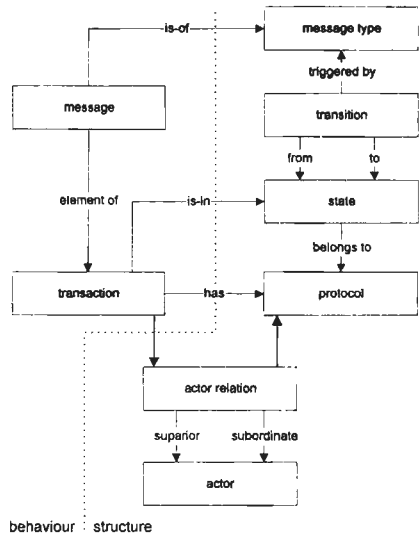 is-of
message type
triggered by
message
transition
from
to
element of
is-in
state
belongs to
transaction
has
protocol
actor relation
suparior
subordinate
actor
behaviour
structure